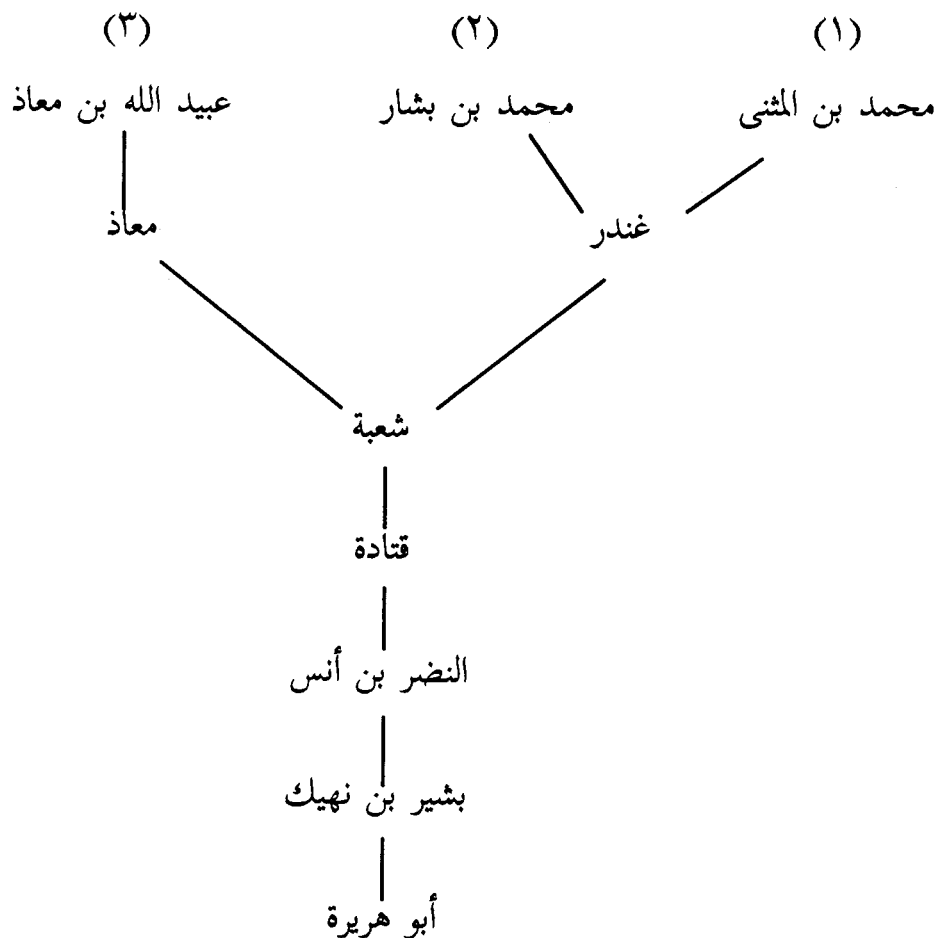 (١) (٢) (٣)
محمد بن المثنى محمد بن بشار عبيد الله بن معاذ
غندر معاذ
شعبة
قتادة
النضر بن أنس
بشير بن نهيك
أبو هريرة